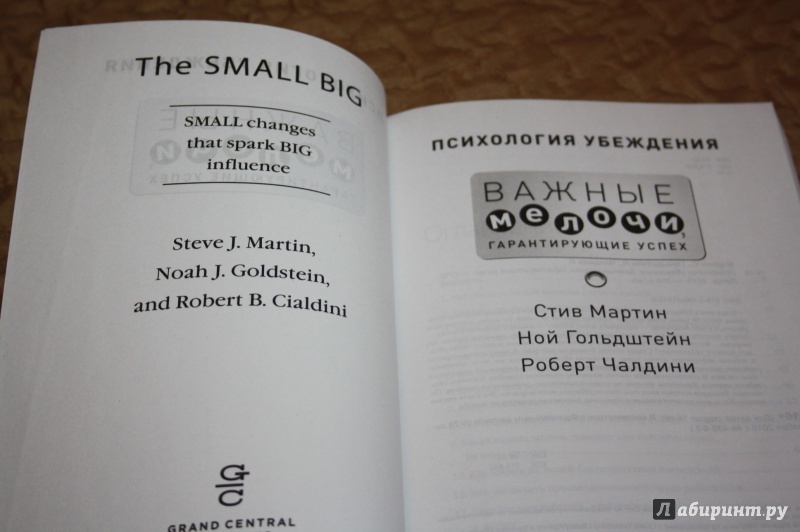 The SMALL BIG
SMALL changes
that spark BIG
influence
Steve J. Martin,
Noah J. Goldstein,
and Robert B. Cialdini
GRAND CENTRAL
ПСИХОЛОГИЯ УБЕЖДЕНИЯ
ВАЖНЫЕ
мелочи,
ГАРАНТИРУЮЩИЕ УСПЕХ
Стив Мартин
Ной Гольдштейн
Роберт Чалдини
Лабиринт.ру